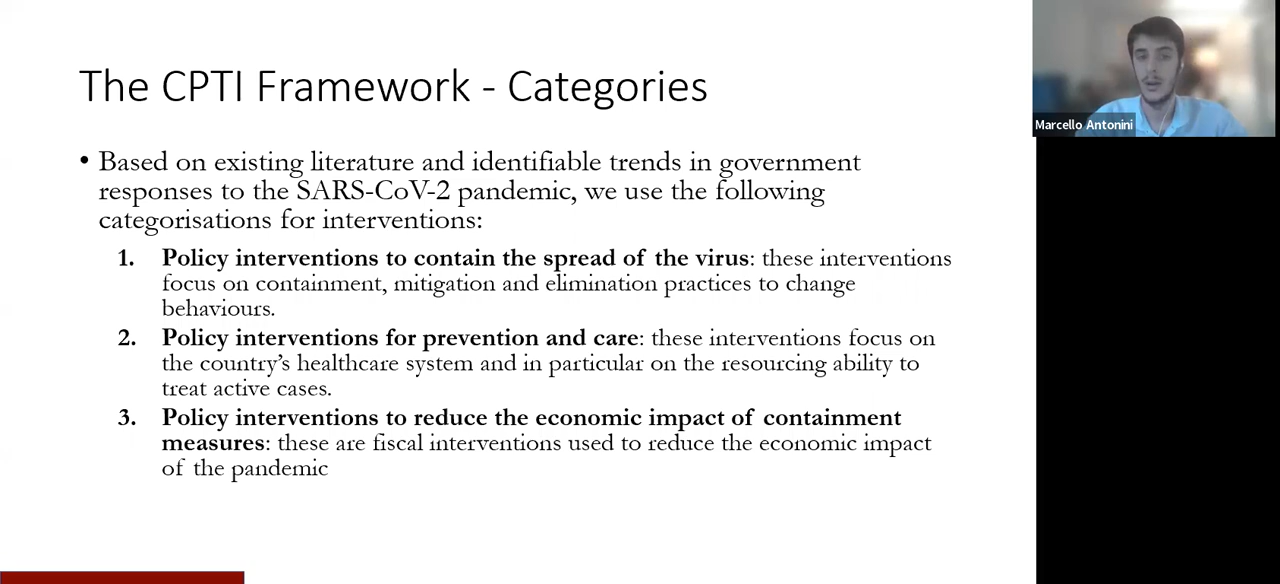 The CPTI Framework - Categories
• Based on existing literature and identifiable trends in government
responses to the SARS-CoV-2 pandemic, we use the following
categorisations for interventions:
1. Policy interventions to contain the spread of the virus: these interventions
focus on containment, mitigation and elimination practices to change
behaviours.
2. Policy interventions for prevention and care: these interventions focus on
the country’s healthcare system and in particular on the resourcing ability to
treat active cases.
3. Policy interventions to reduce the economic impact of containment
measures: these are fiscal interventions used to reduce the economic impact
of the pandemic
Marcello Antonini